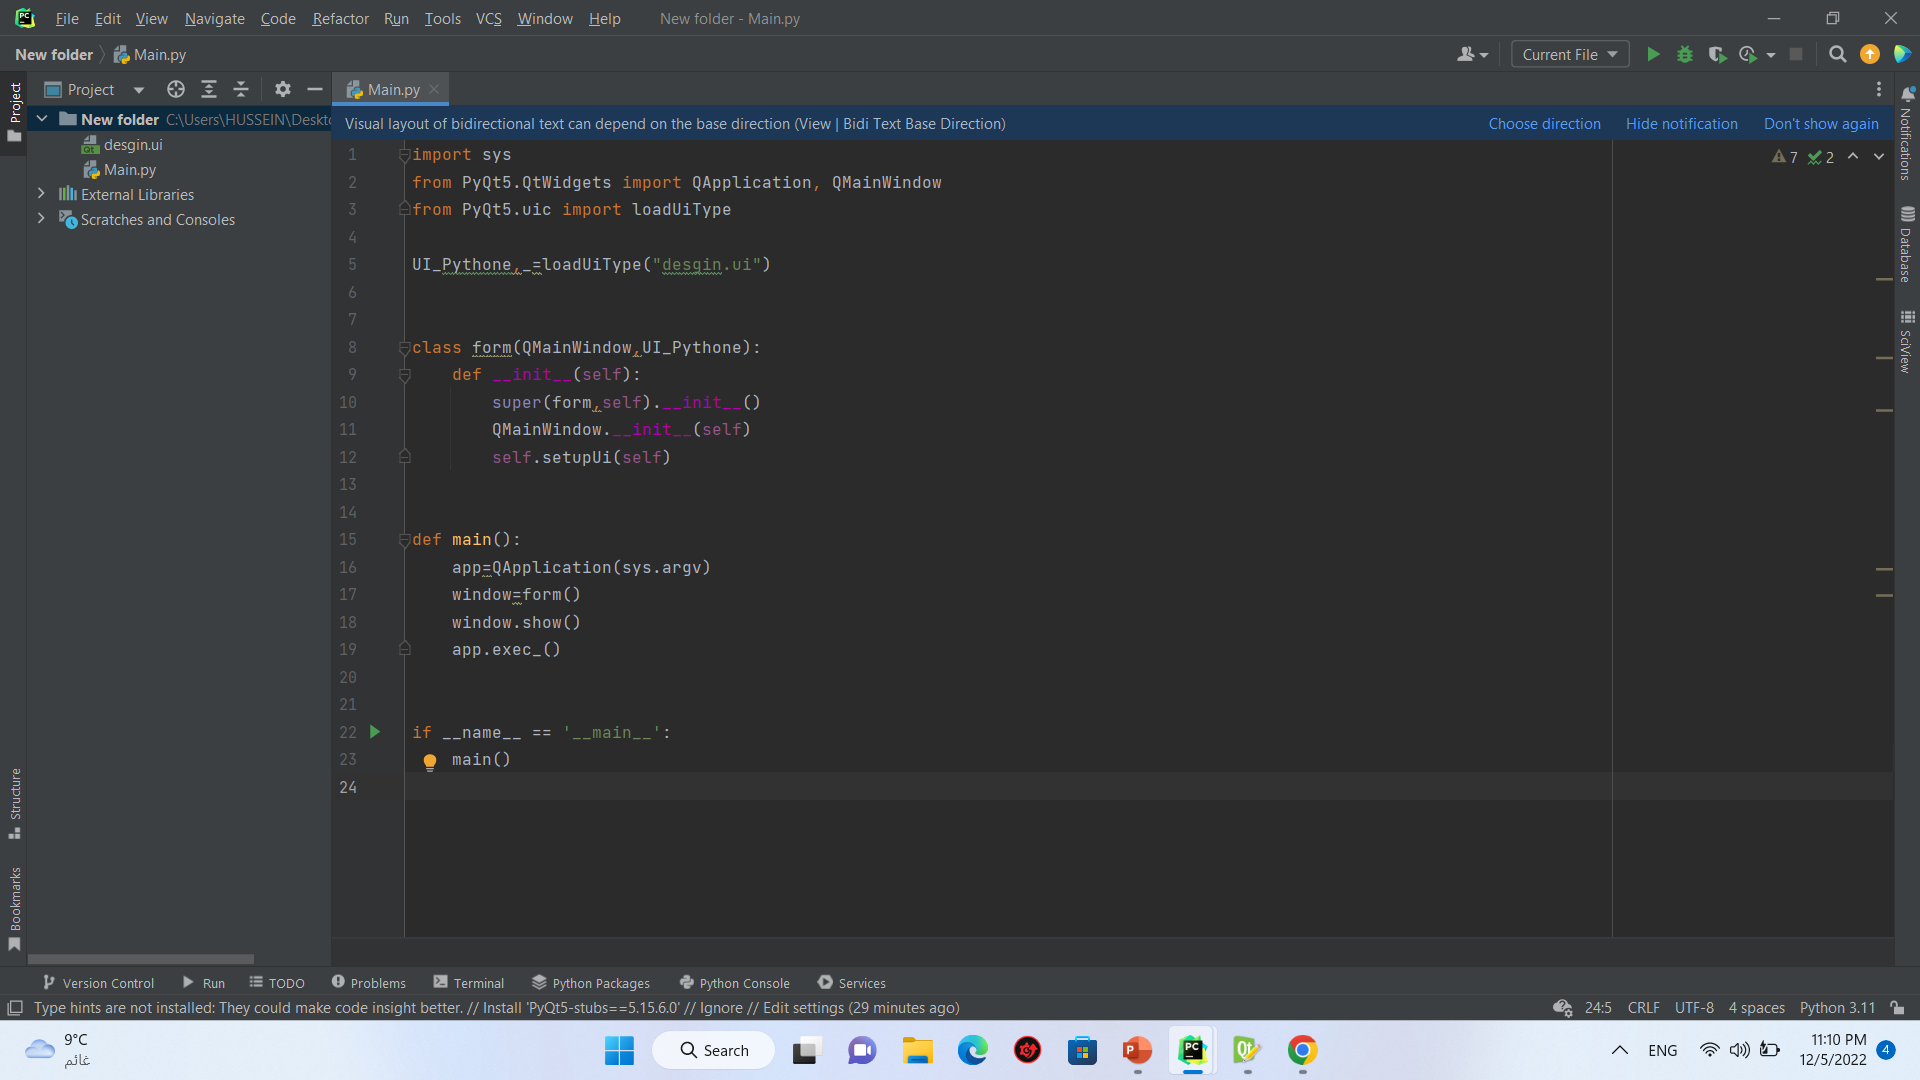 File Edit View Navigate Code Refactor Run Tools VCS Window Help New folder - Main.py
New folder Main.py Current File
Project
Main.py
New folder C:\Users\HUSSEIN\Deskto
desgin.ui
Main.py
External Libraries
Scratches and Consoles
Project
Structure
Bookmarks
Visual layout of bidirectional text can depend on the base direction (View | Bidi Text Base Direction) Choose direction Hide notification Don't show again
7 2
1 import sys
2 from PyQt5.QtWidgets import QApplication, QMainWindow
3 from PyQt5.uic import loadUiType
4
5 UI_Pythone,_=loadUiType("desgin.ui")
6
7
8 class form(QMainWindow,UI_Pythone):
9 def __init__(self):
10 super(form,self).__init__()
11 QMainWindow.__init__(self)
12 self.setupUi(self)
13
14
15 def main():
16 app=QApplication(sys.argv)
17 window=form()
18 window.show()
19 app.exec_()
20
21
22 if __name__ == '__main__':
23 main()
24
Notifications
Database
SciView
Version Control Run TODO Problems Terminal Python Packages Python Console Services
Type hints are not installed: They could make code insight better. // Install 'PyQt5-stubs==5.15.6.0' // Ignore // Edit settings (29 minutes ago) 24:5 CRLF UTF-8 4 spaces Python 3.11
9°C
غائم
Search
ENG
11:10 PM
12/5/2022
4